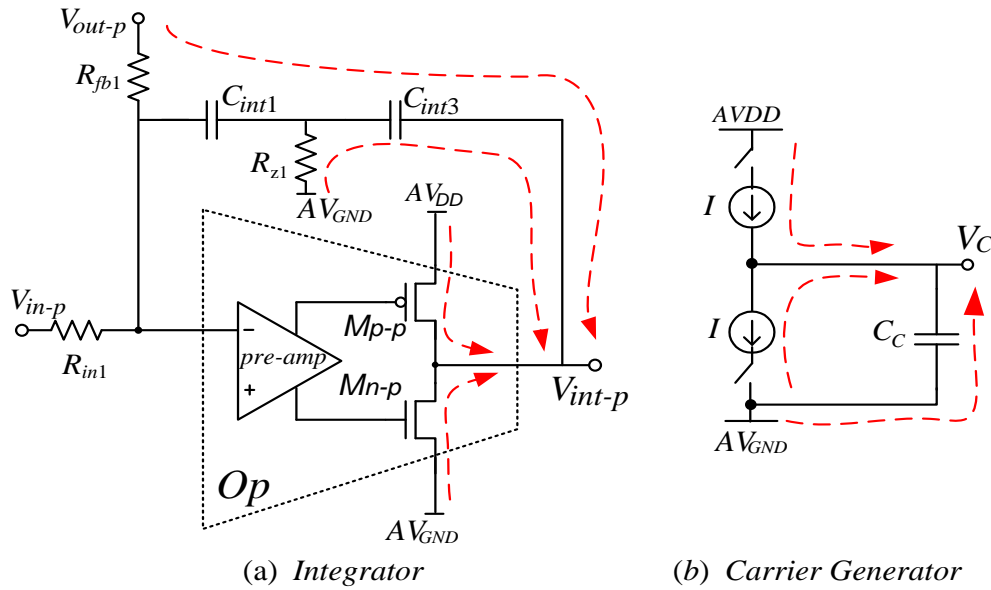 Vout-p
Rfb1
Cint1
Cint3
Rz1
AVGND
AVDD
Vin-p
Rin1
pre-amp
−
+
Mp-p
Mn-p
Vint-p
Op
AVGND
(a) Integrator
AVDD
I
VC
I
CC
AVGND
(b) Carrier Generator